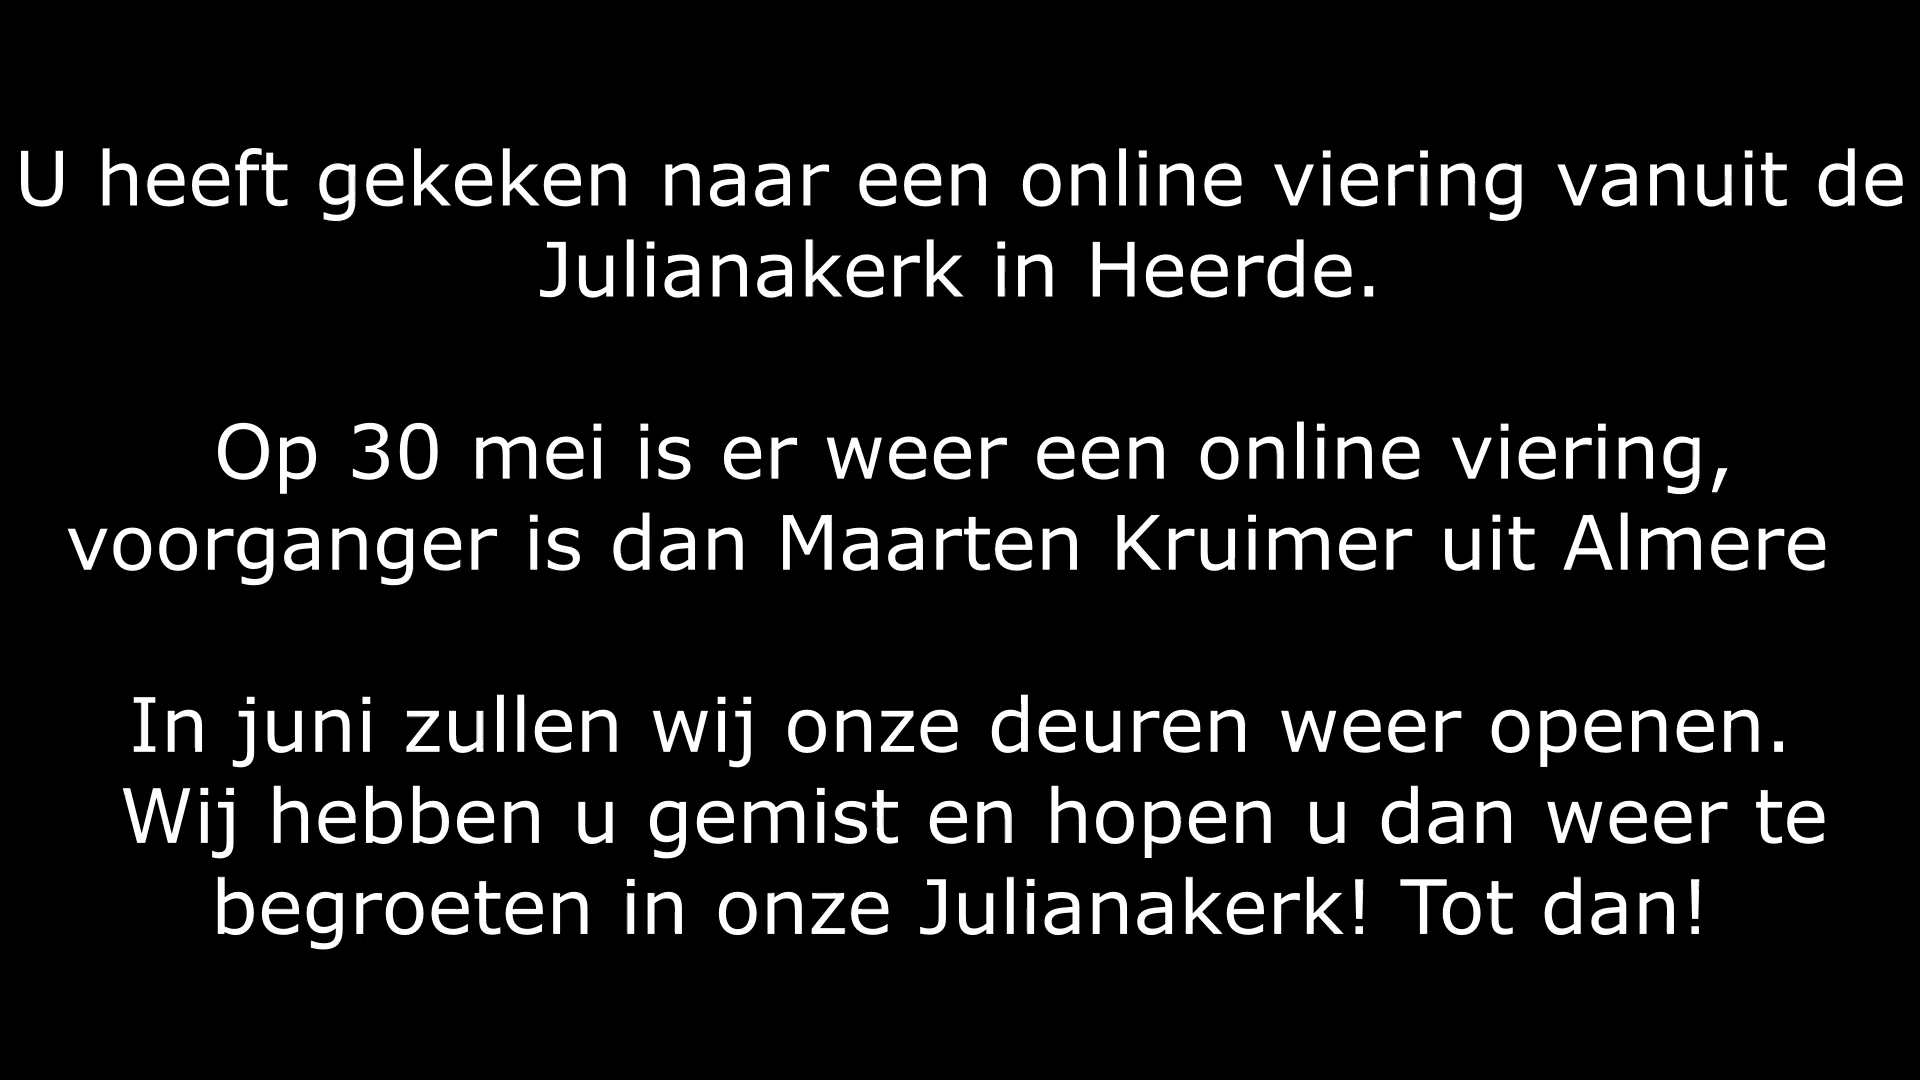 U heeft gekeken naar een online viering vanuit de
Julianakerk in Heerde.
Op 30 mei is er weer een online viering,
voorganger is dan Maarten Kruimer uit Almere
In juni zullen wij onze deuren weer openen.
Wij hebben u gemist en hopen u dan weer te
begroeten in onze Julianakerk! Tot dan!